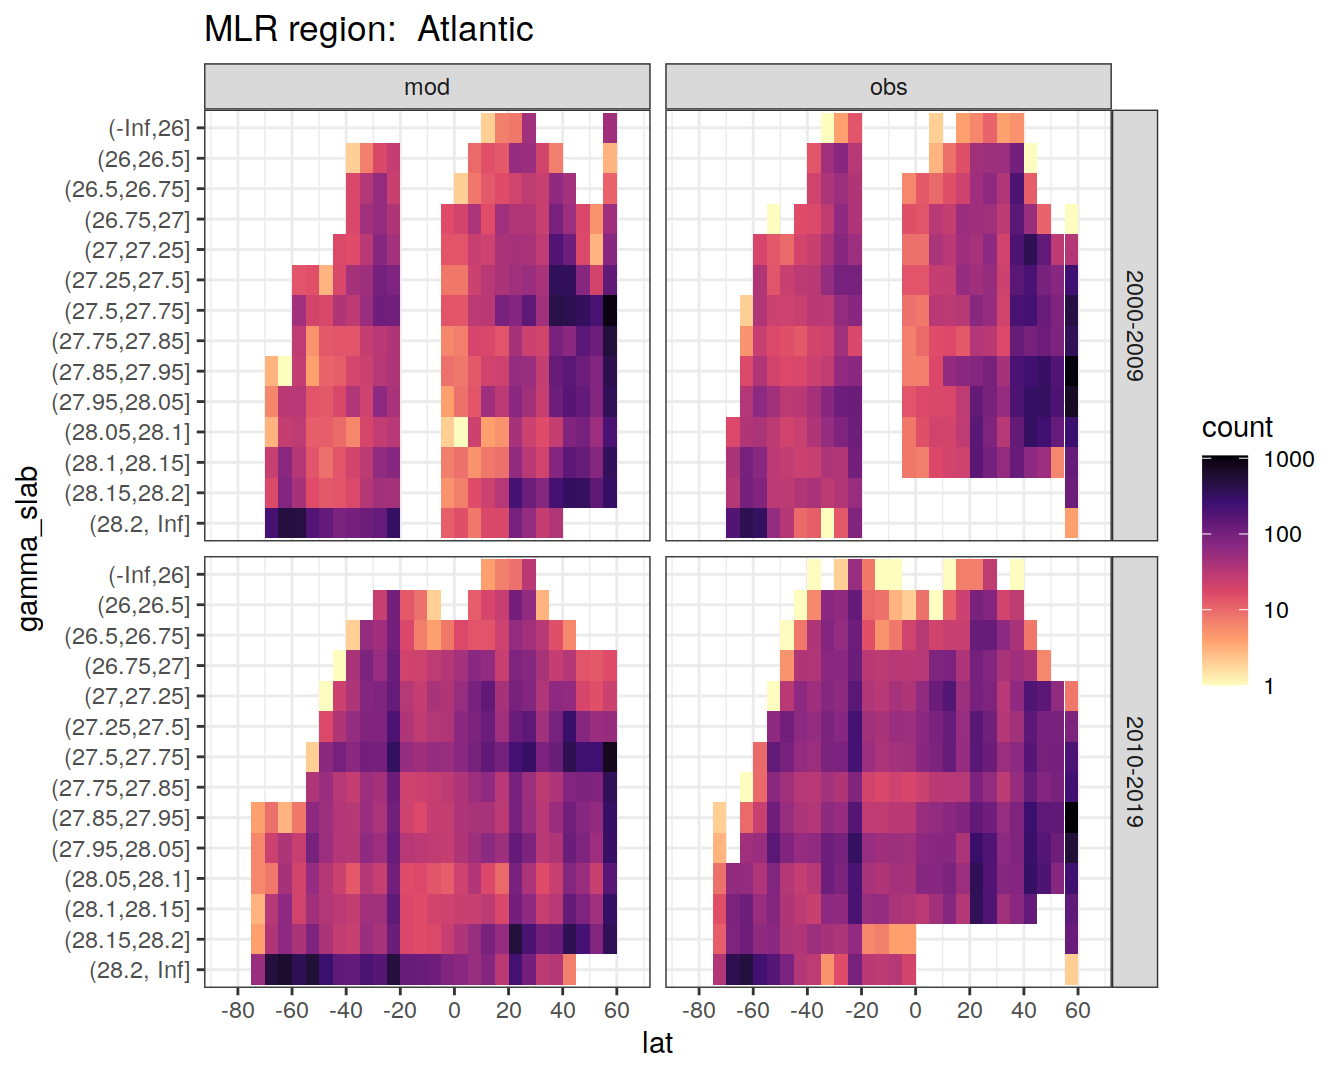 MLR region:  Atlantic
mod
obs
(-Inf,26]
(26,26.5]
(26.5,26.75]
(26.75,27]
(27,27.25]
(27.25,27.5]
(27.5,27.75]
(27.75,27.85]
(27.85,27.95]
(27.95,28.05]
(28.05,28.1]
(28.1,28.15]
(28.15,28.2]
(28.2, Inf]
2000-2009
(-Inf,26]
(26,26.5]
(26.5,26.75]
(26.75,27]
(27,27.25]
(27.25,27.5]
(27.5,27.75]
(27.75,27.85]
(27.85,27.95]
(27.95,28.05]
(28.05,28.1]
(28.1,28.15]
(28.15,28.2]
(28.2, Inf]
2010-2019
gamma_slab
-80 -60 -40 -20 0 20 40 60
-80 -60 -40 -20 0 20 40 60
lat
count
1000
100
10
1